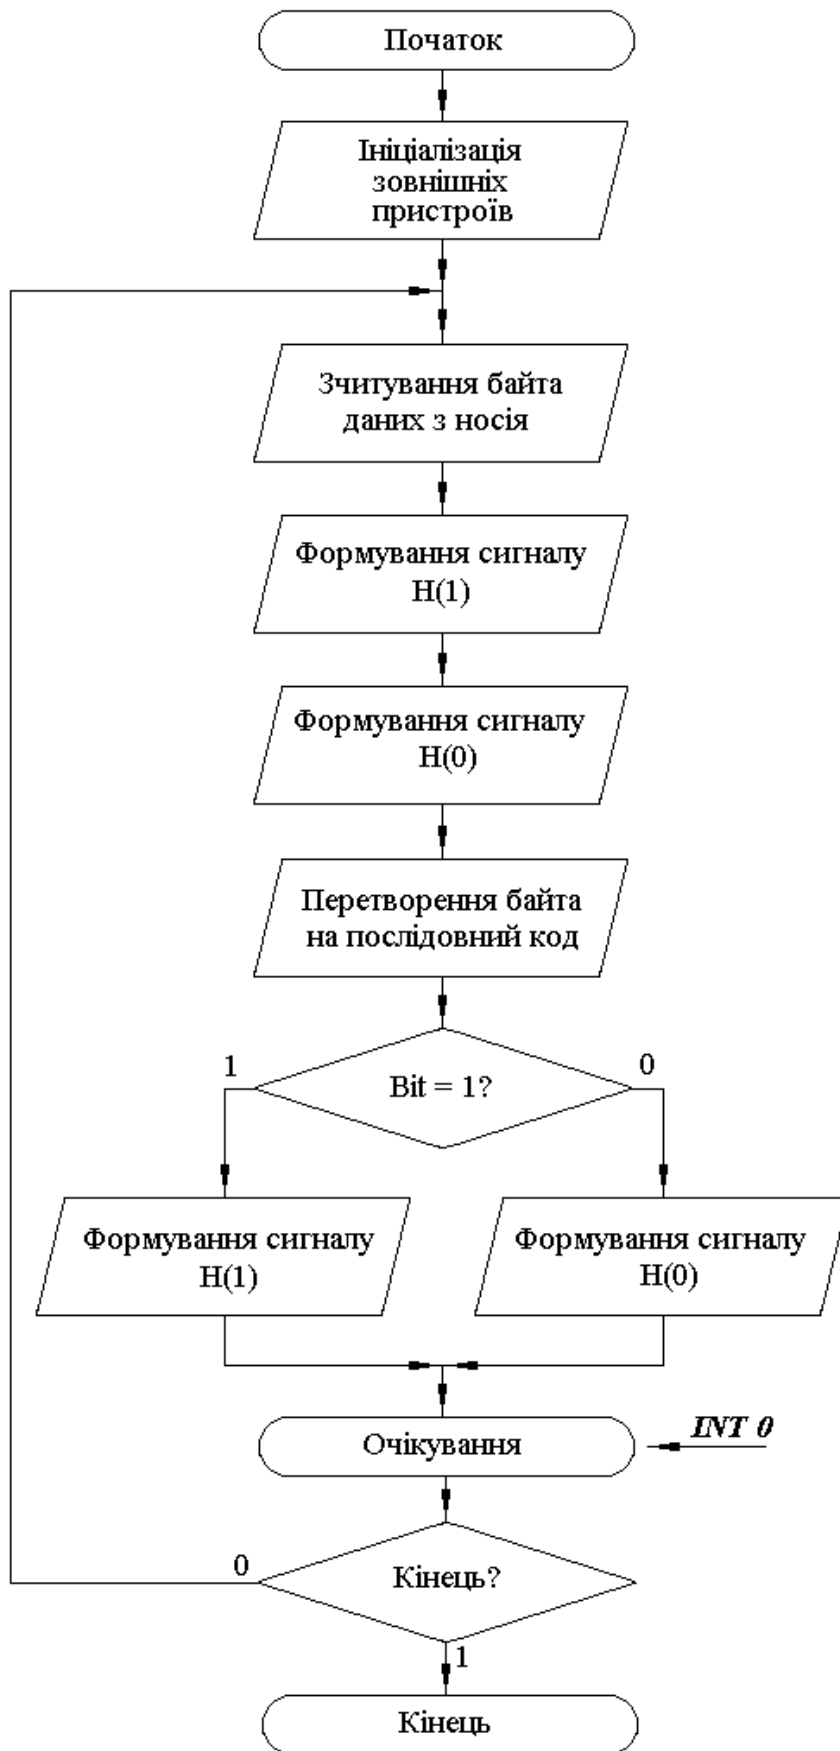 Початок
Ініціалізація
зовнішніх
пристроїв
Зчитування байта
даних з носія
Формування сигналу
H(1)
Формування сигналу
H(0)
Перетворення байта
на послідовний код
1
Bit = 1?
0
Формування сигналу
H(1)
Формування сигналу
H(0)
Очікування
INT 0
0
Кінець?
1
Кінець